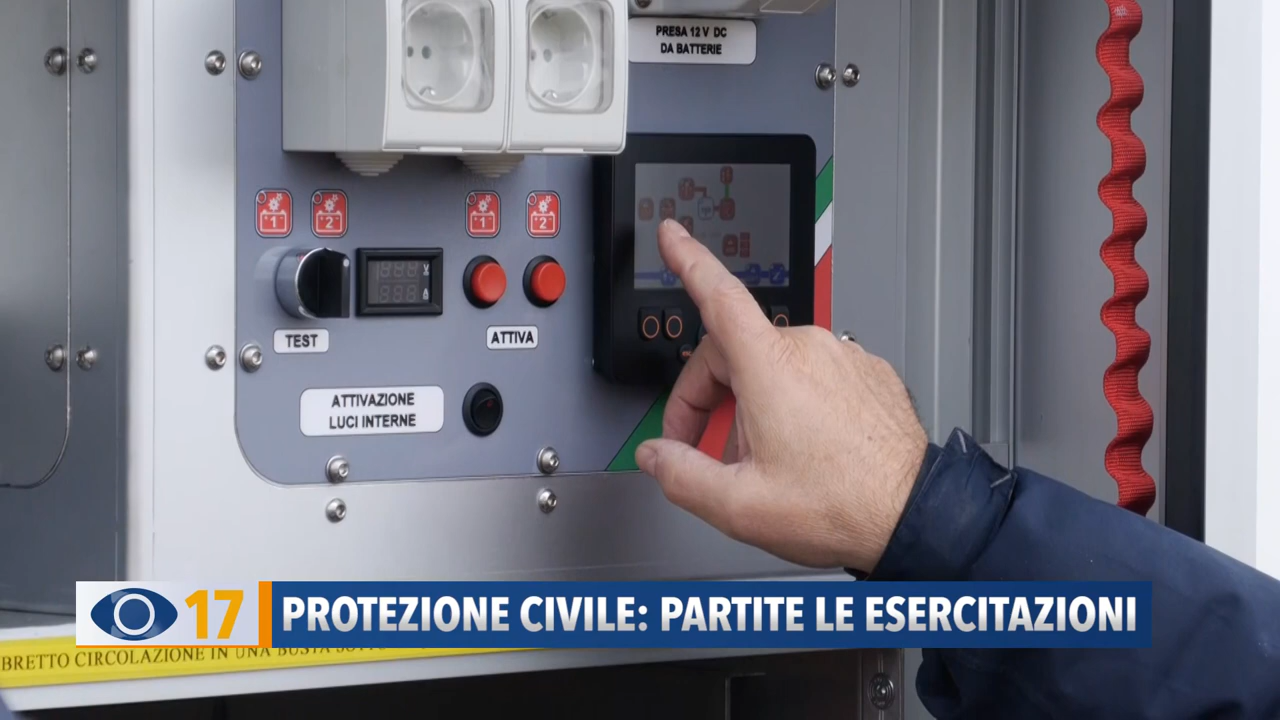 PRESA 12 V DC
DA BATTERIE
1
2
1
2
V
A
TEST
ATTIVA
ATTIVAZIONE
LUCI INTERNE
17
PROTEZIONE CIVILE: PARTITE LE ESERCITAZIONI
BRETTO CIRCOLAZIONE IN UNA BUSTA